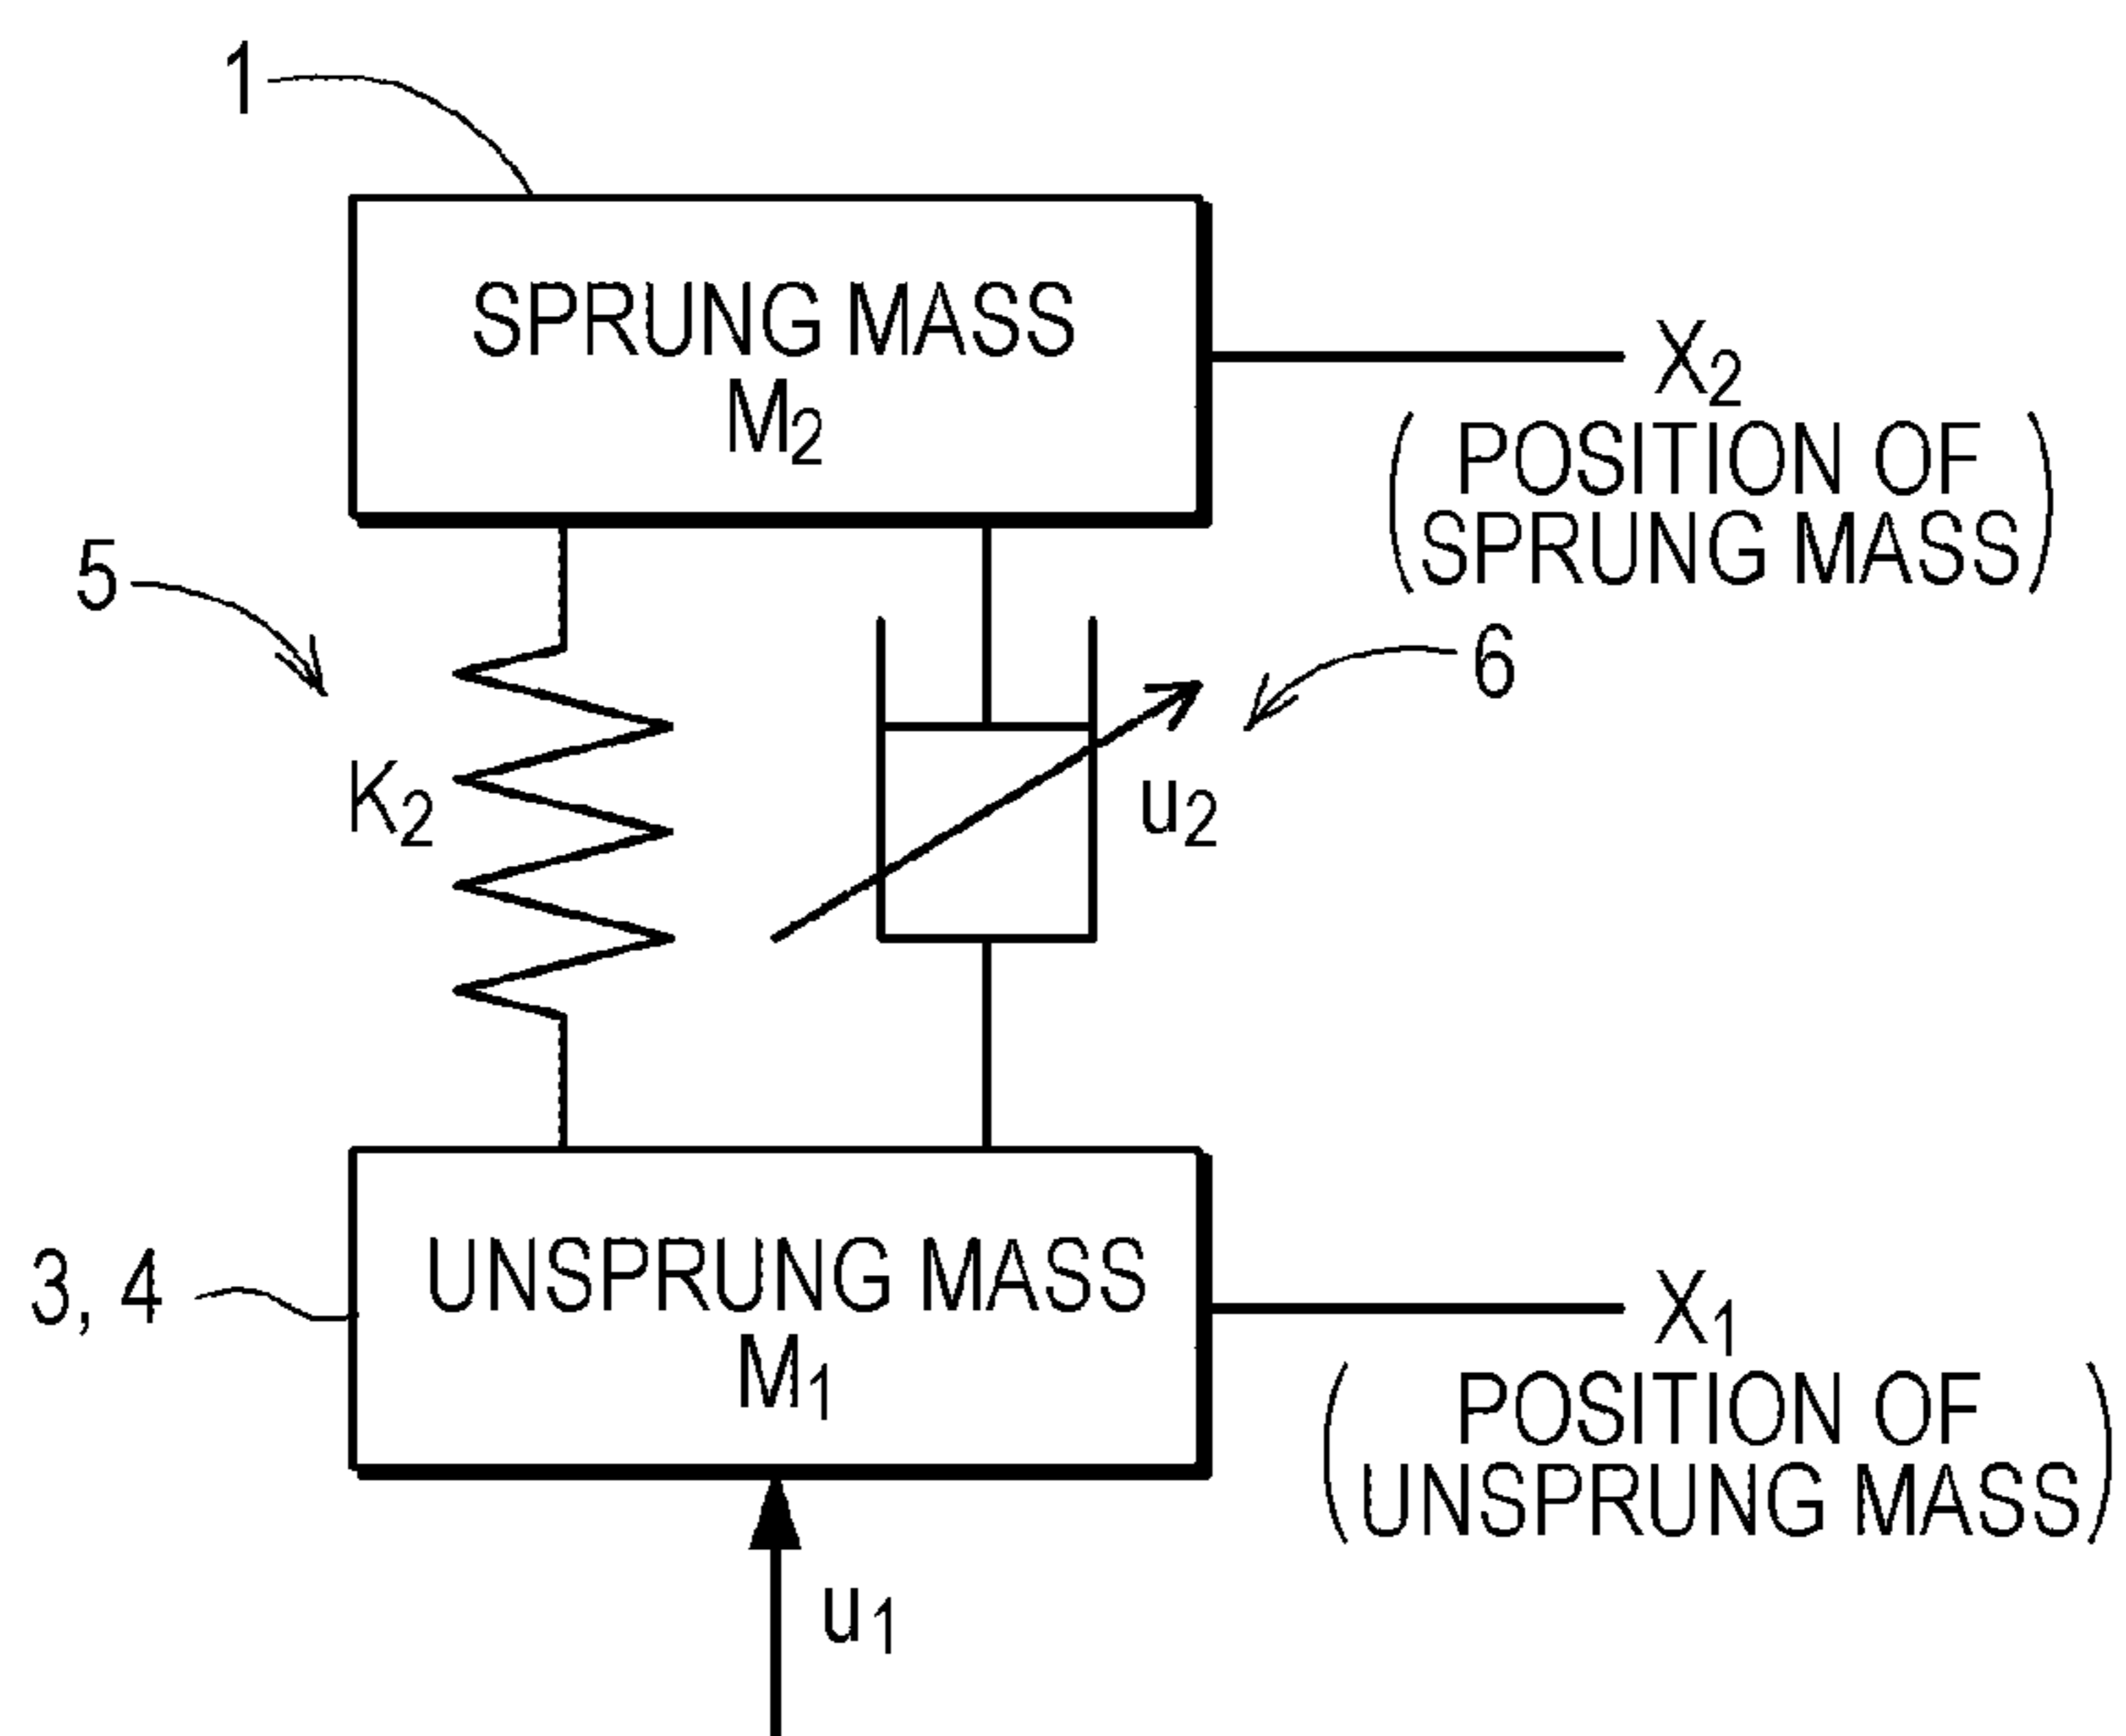 1
SPRUNG MASS
M₂
X₂
(POSITION OF
SPRUNG MASS)
5
6
K₂
u₂
3, 4
UNSPRUNG MASS
M₁
X₁
(POSITION OF
UNSPRUNG MASS)
u₁